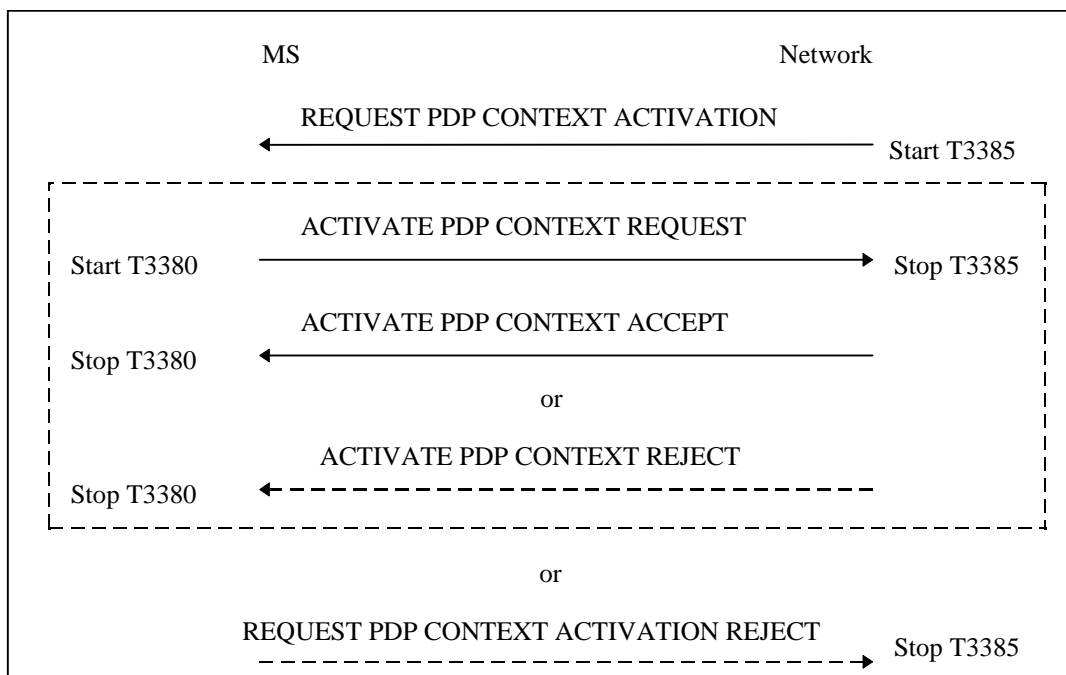 MS Network
REQUEST PDP CONTEXT ACTIVATION
Start T3385
ACTIVATE PDP CONTEXT REQUEST
Start T3380 Stop T3385
ACTIVATE PDP CONTEXT ACCEPT
Stop T3380
or
ACTIVATE PDP CONTEXT REJECT
Stop T3380
or
REQUEST PDP CONTEXT ACTIVATION REJECT
Stop T3385